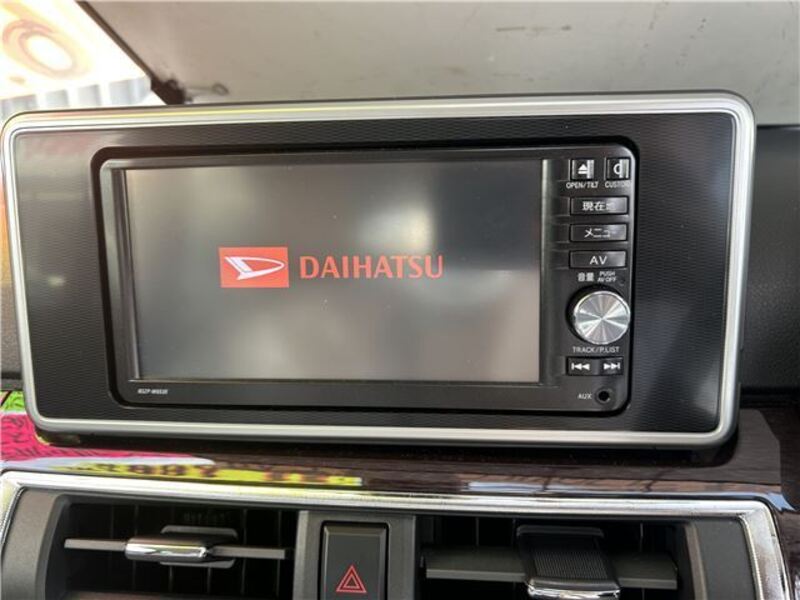 OPEN/TILT CUSTOM
現在地
メニュー
AV
音量 PUSH AV OFF
DAIHATSU
TRACK/P.LIST
AUX